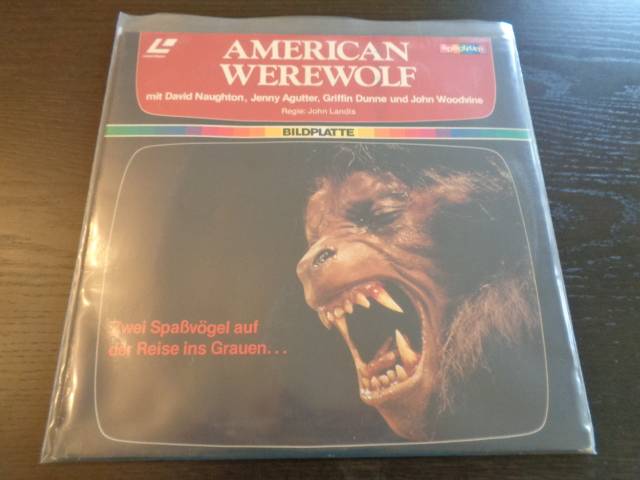 AMERICAN
WEREWOLF
mit David Naughton, Jenny Agutter, Griffin Dunne und John Woodvine
Regie: John Landis
BILDPLATTE
Zwei Spaßvögel auf
der Reise ins Grauen...